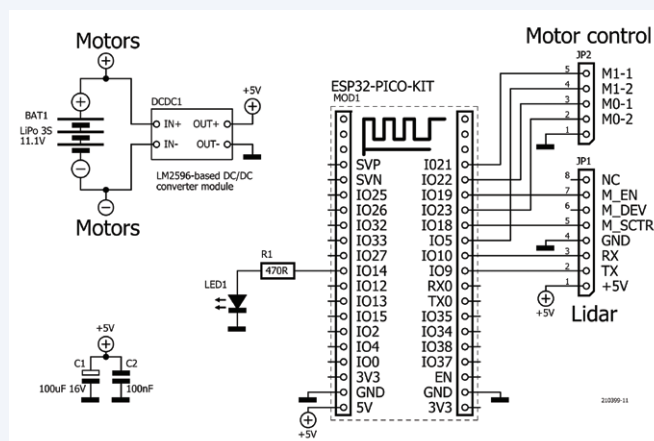 Motors
BAT1
LiPo 3S
11.1V
Motors
DCDC1
IN+ OUT+
IN- OUT-
+5V
LM2596-based DC/DC
converter module
ESP32-PICO-KIT
MOD1
SVP IO21
SVN IO22
IO25 IO19
IO26 IO23
IO32 IO18
IO33 IO5
IO27 IO10
IO14 IO9
IO12 RX0
IO13 TX0
IO15 IO35
IO2 IO34
IO4 IO38
IO0 IO37
3V3 EN
GND GND
5V 3V3
+5V
R1
470R
LED1
+5V
C1 C2
100uF 16V 100nF
Motor control
JP2
5 M1-1
4 M1-2
3 M0-1
2 M0-2
1
JP1
8 NC
7 M_EN
6 M_DEV
5 M_SCTR
4 GND
3 RX
2 TX
1 +5V
+5V
Lidar
210399-11